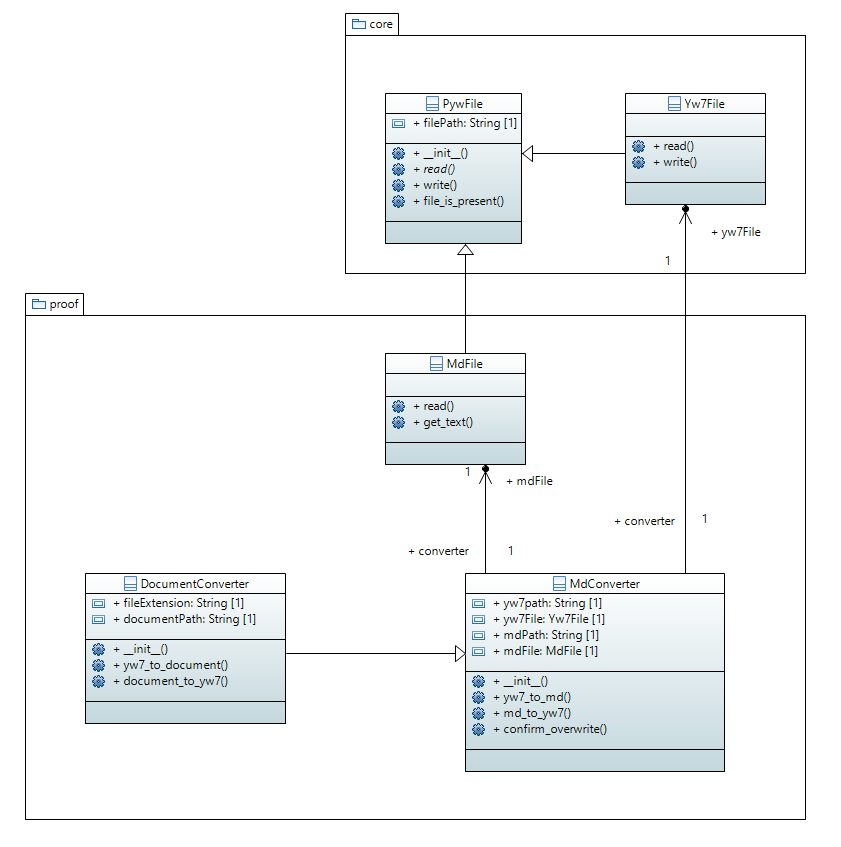 core
PywFile
+ filePath: String [1]
+ __init__()
+ read()
+ write()
+ file_is_present()
Yw7File
+ read()
+ write()
+ yw7File
1
proof
MdFile
+ read()
+ get_text()
1
+ mdFile
+ converter
1
+ converter
1
DocumentConverter
+ fileExtension: String [1]
+ documentPath: String [1]
+ __init__()
+ yw7_to_document()
+ document_to_yw7()
MdConverter
+ yw7path: String [1]
+ yw7File: Yw7File [1]
+ mdPath: String [1]
+ mdFile: MdFile [1]
+ __init__()
+ yw7_to_md()
+ md_to_yw7()
+ confirm_overwrite()